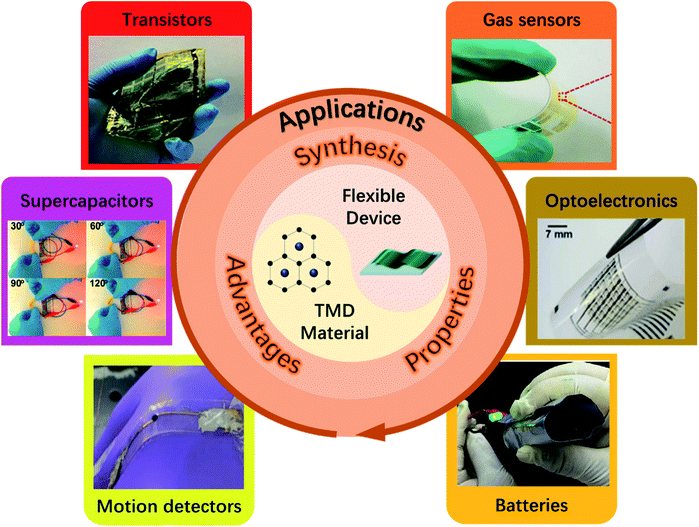 Transistors
Gas sensors
Applications
Synthesis
Supercapacitors
30°
60°
90°
120°
Flexible
Device
Optoelectronics
7 mm
TMD
Material
Advantages
Properties
Motion detectors
Batteries